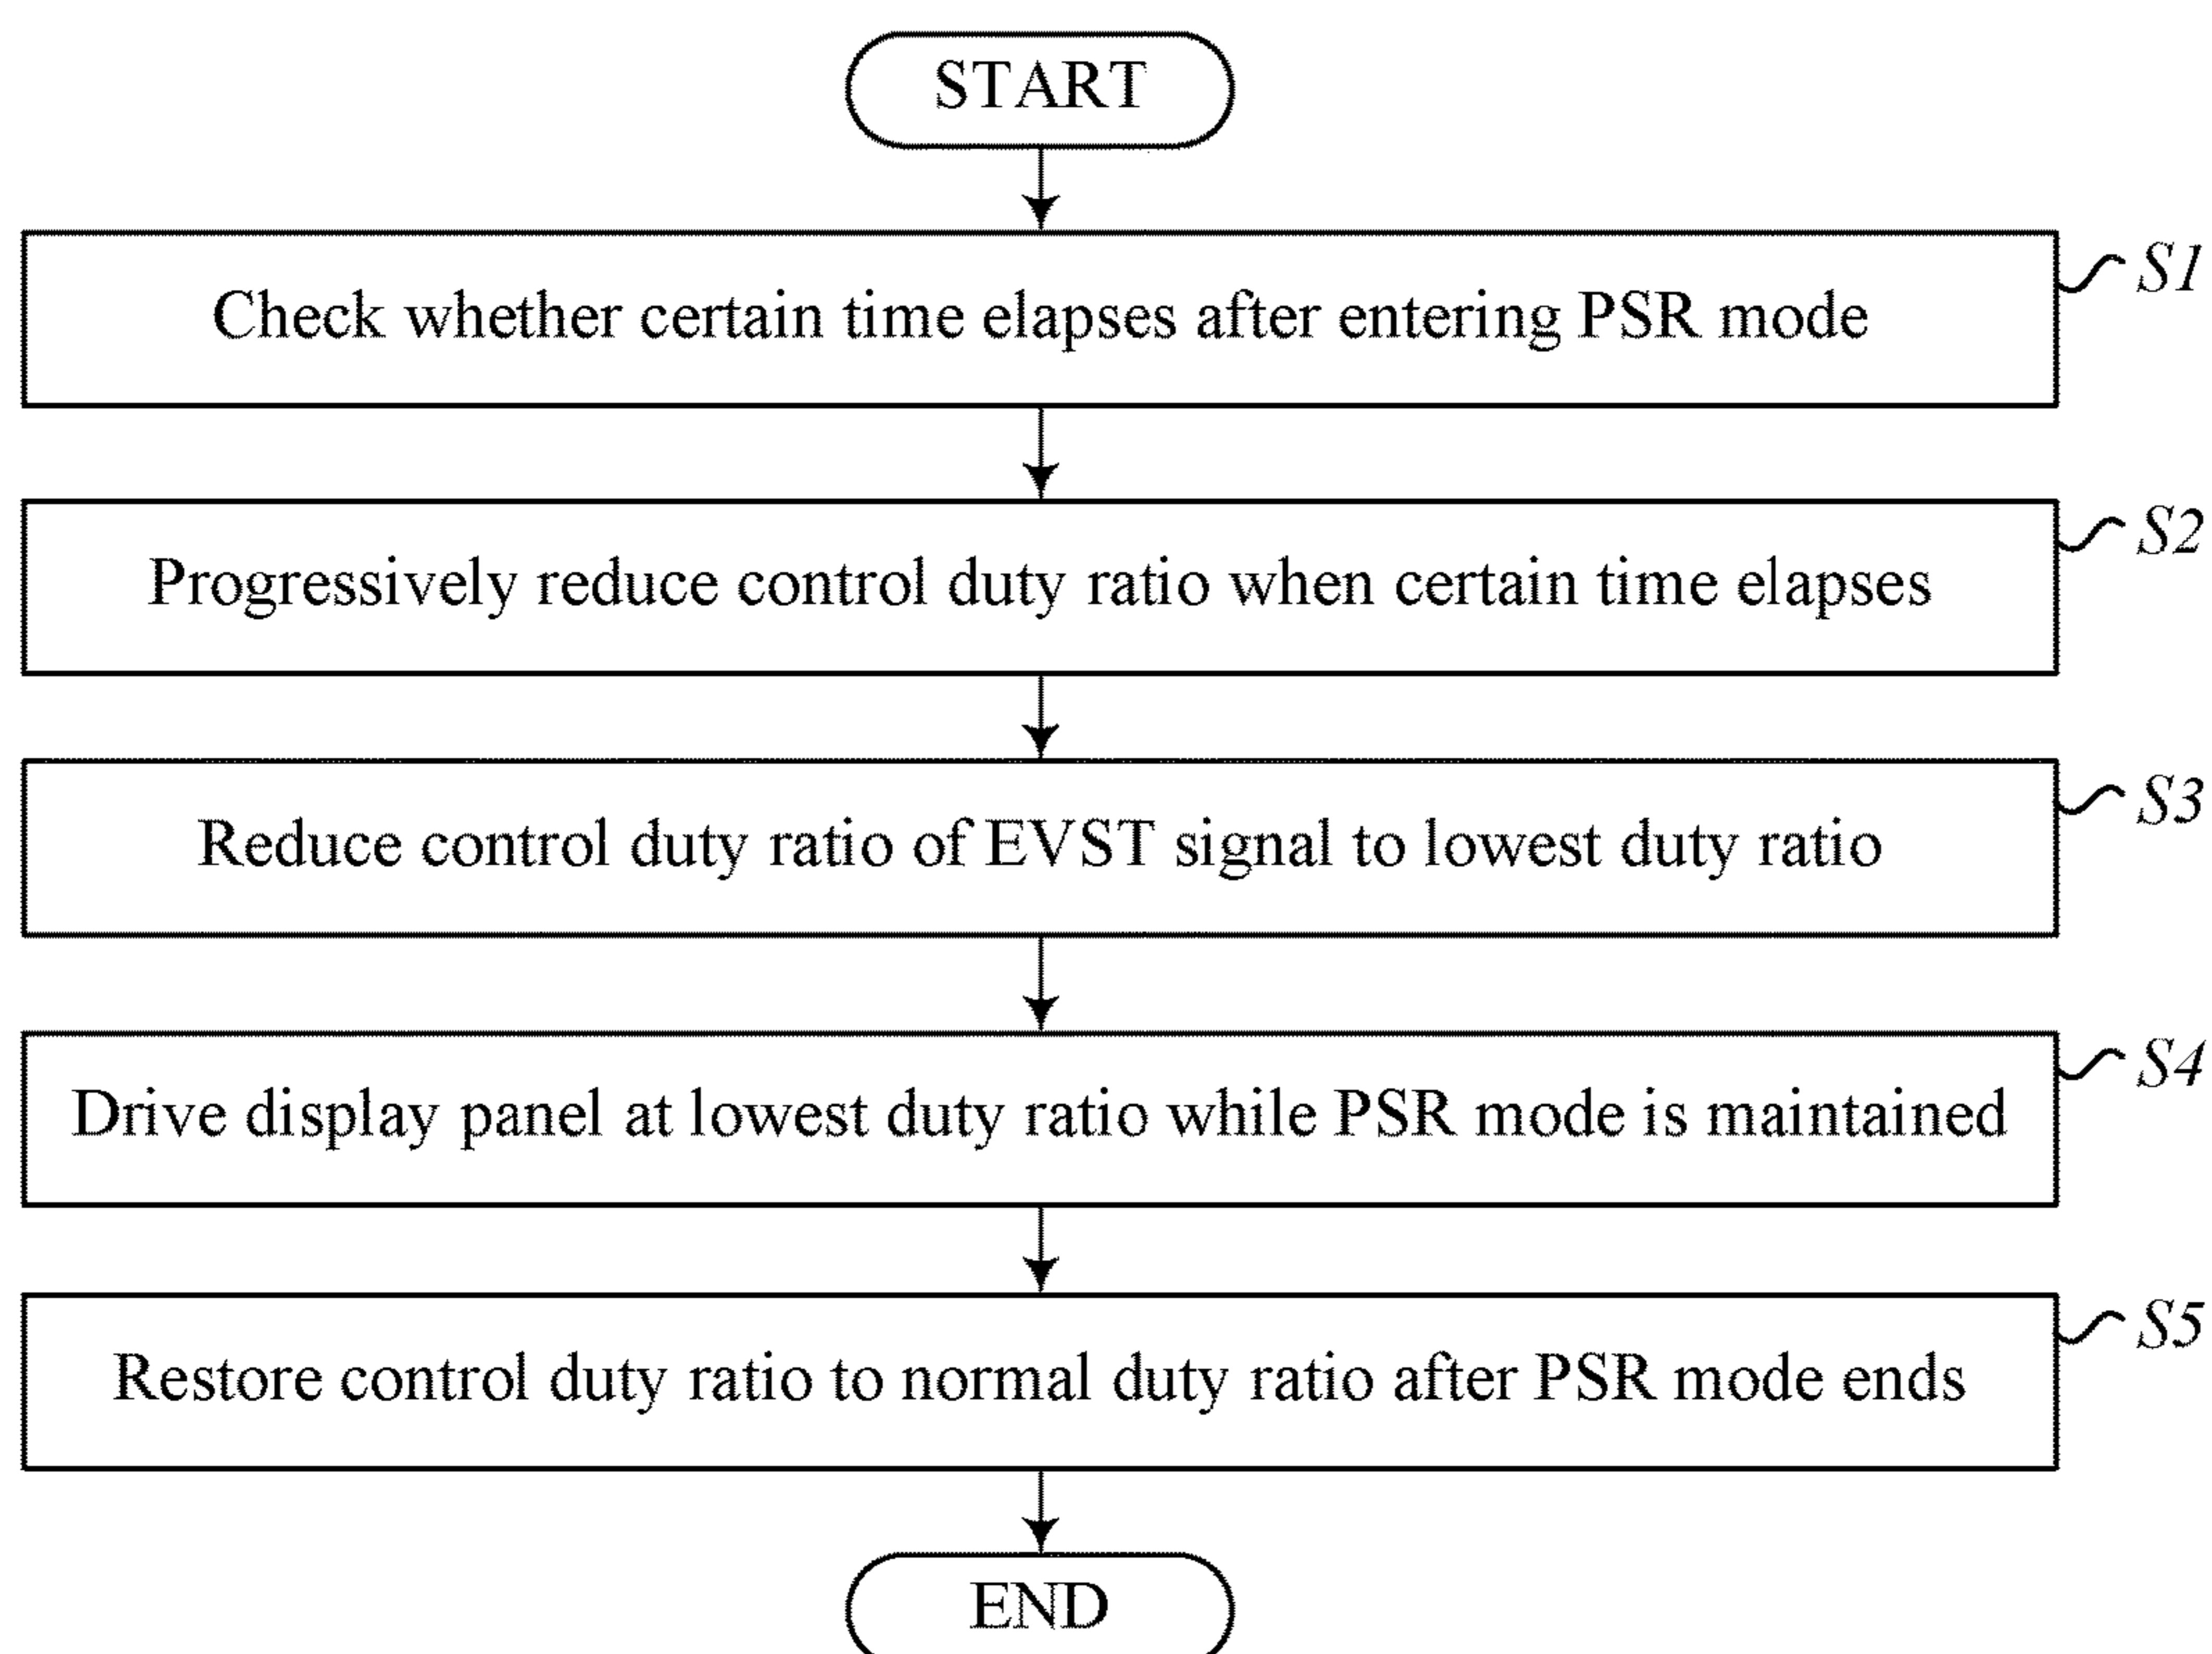 START
Check whether certain time elapses after entering PSR mode
S1
Progressively reduce control duty ratio when certain time elapses
S2
Reduce control duty ratio of EVST signal to lowest duty ratio
S3
Drive display panel at lowest duty ratio while PSR mode is maintained
S4
Restore control duty ratio to normal duty ratio after PSR mode ends
S5
END